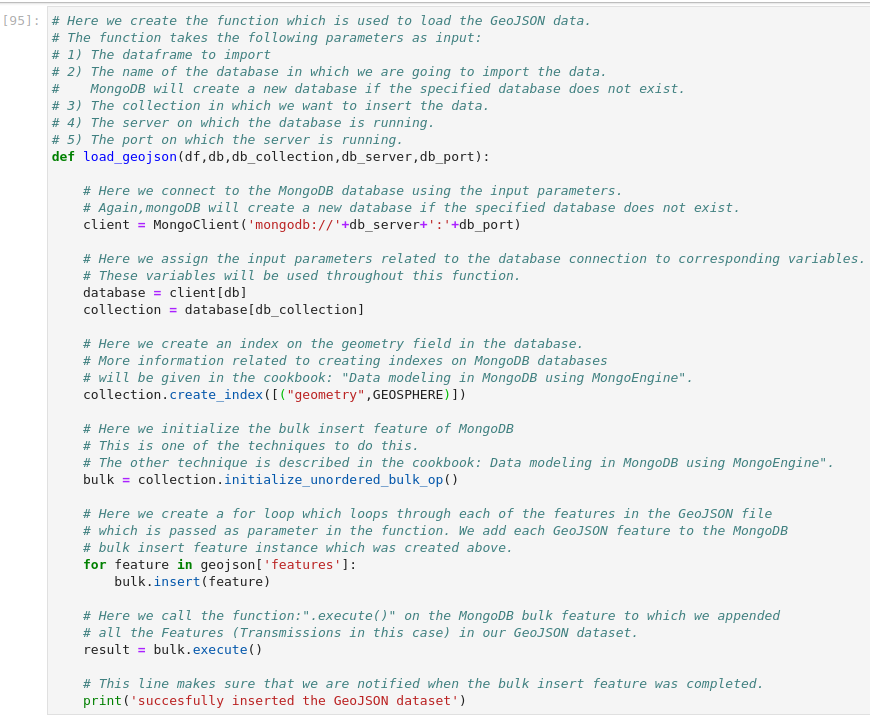 [95]: # Here we create the function which is used to load the GeoJSON data.
# The function takes the following parameters as input:
# 1) The dataframe to import
# 2) The name of the database in which we are going to import the data.
#    MongoDB will create a new database if the specified database does not exist.
# 3) The collection in which we want to insert the data.
# 4) The server on which the database is running.
# 5) The port on which the server is running.
def load_geojson(df,db,db_collection,db_server,db_port):
    # Here we connect to the MongoDB database using the input parameters.
    # Again,mongoDB will create a new database if the specified database does not exist.
    client = MongoClient('mongodb://'+db_server+':'+db_port)
    # Here we assign the input parameters related to the database connection to corresponding variables.
    # These variables will be used throughout this function.
    database = client[db]
    collection = database[db_collection]
    # Here we create an index on the geometry field in the database.
    # More information related to creating indexes on MongoDB databases
    # will be given in the cookbook: "Data modeling in MongoDB using MongoEngine".
    collection.create_index([("geometry",GEOSPHERE)])
    # Here we initialize the bulk insert feature of MongoDB
    # This is one of the techniques to do this.
    # The other technique is described in the cookbook: Data modeling in MongoDB using MongoEngine".
    bulk = collection.initialize_unordered_bulk_op()
    # Here we create a for loop which loops through each of the features in the GeoJSON file
    # which is passed as parameter in the function. We add each GeoJSON feature to the MongoDB
    # bulk insert feature instance which was created above.
    for feature in geojson['features']:
        bulk.insert(feature)
    # Here we call the function:".execute()" on the MongoDB bulk feature to which we appended
    # all the Features (Transmissions in this case) in our GeoJSON dataset.
    result = bulk.execute()
    # This line makes sure that we are notified when the bulk insert feature was completed.
    print('succesfully inserted the GeoJSON dataset')